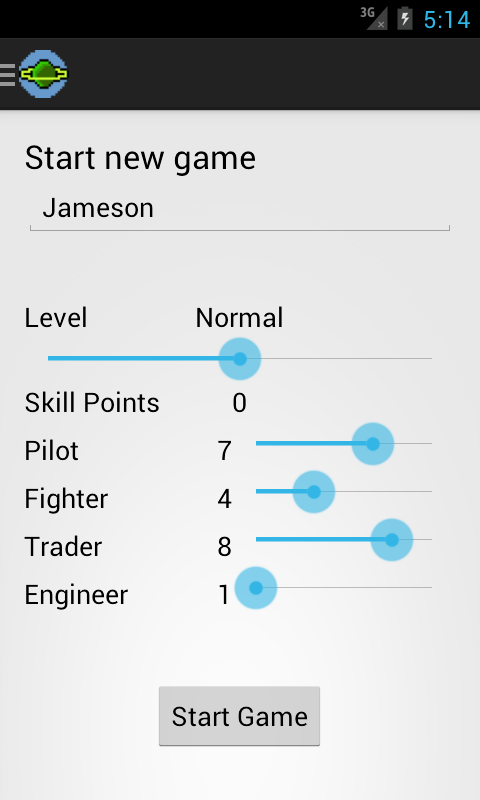 3G 5:14
Start new game
Jameson
Level Normal
Skill Points 0
Pilot 7
Fighter 4
Trader 8
Engineer 1
Start Game